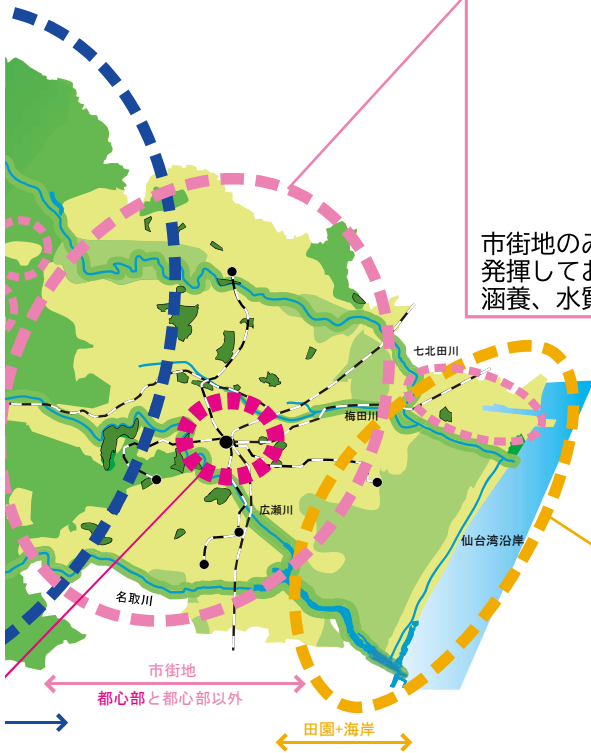 市街地のみ
発揮してお
涵養、水質
七北田川
梅田川
広瀬川
仙台湾沿岸
名取川
市街地
都心部と都心部以外
田園+海岸